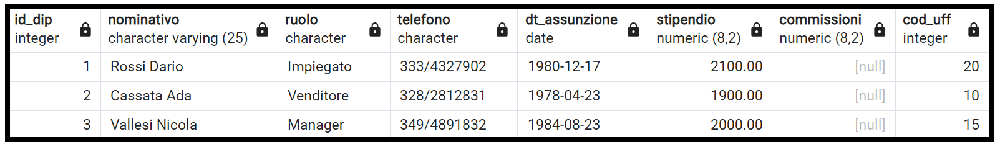 id_dip nominativo ruolo telefono dt_assunzione stipendio commissioni cod_uff
integer character varying (25) character character date numeric (8,2) numeric (8,2) integer
1 Rossi Dario Impiegato 333/4327902 1980-12-17 2100.00 [null] 20
2 Cassata Ada Venditore 328/2812831 1978-04-23 1900.00 [null] 10
3 Vallesi Nicola Manager 349/4891832 1984-08-23 2000.00 [null] 15